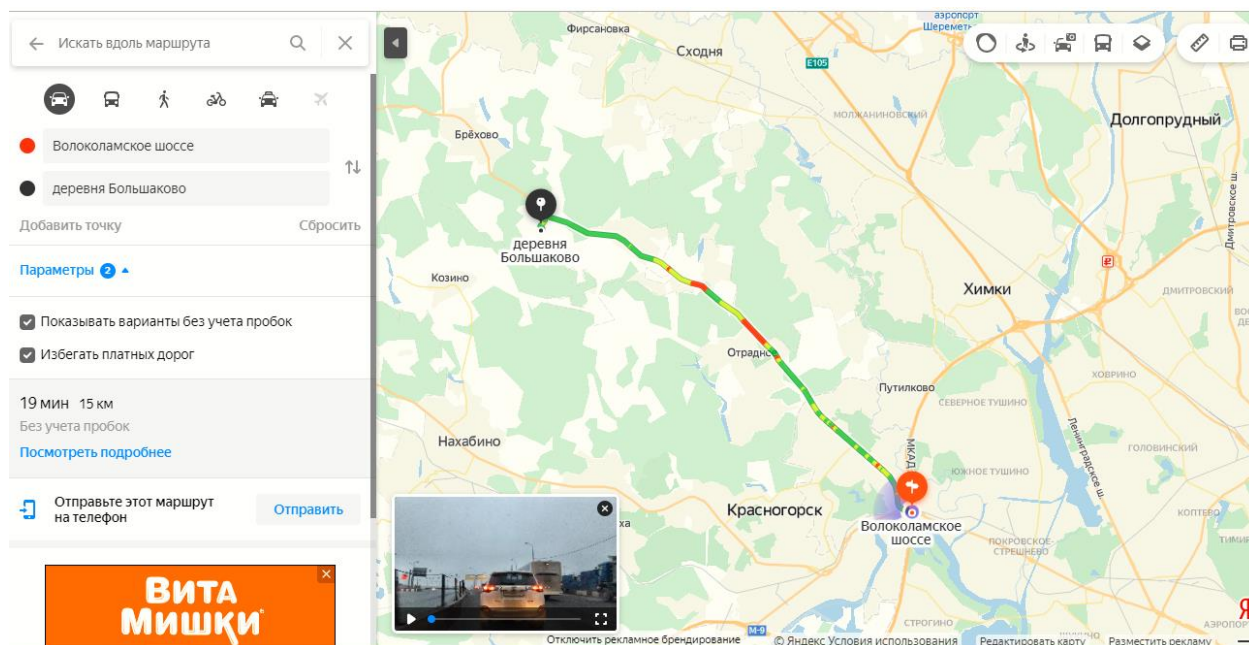 Искать вдоль маршрута
Волоколамское шоссе
деревня Большаково
Добавить точку
Сбросить
Параметры 2
Показывать варианты без учета пробок
Избегать платных дорог
19 мин 15 км
Без учета пробок
Посмотреть подробнее
Отправьте этот маршрут
на телефон
Отправить
ВИТА
МИШКИ
Фирсановка
Сходня
E105
аэропорт
МОЛЖАНИНОВСКИЙ
Долгопрудный
Брёхово
Дмитровское ш.
деревня
Большаково
Козино
Химки
ДМИТРОВСКИЙ
Путилково
ХОВРИНО
СЕВЕРНОЕ ТУШИНО
Ленинградское ш.
ГОЛОВИНСКИЙ
Нахабино
МКАД
ЮЖНОЕ ТУШИНО
Красногорск
Волоколамское
шоссе
КОПТЕВО
ПОКРОВСКОЕ-
СТРЕШНЕВО
СТРОГИНО
М-9
Отключить рекламное брендирование
© Яндекс Условия использования
Редактировать карту
Разместить рекламу